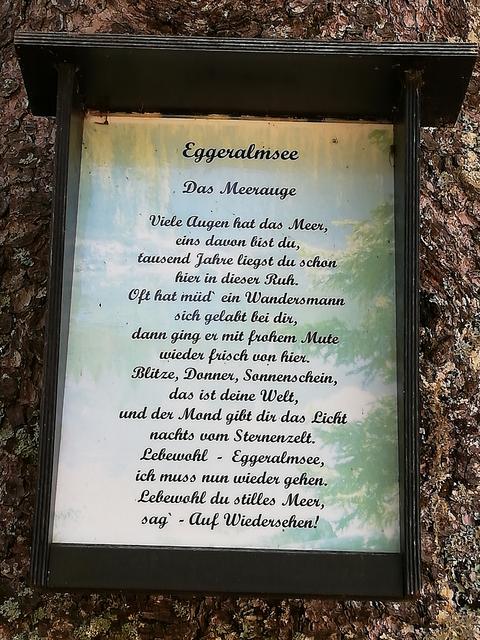 Eggeralmsee
Das Meerauge
Viele Augen hat das Meer,
eins davon bist du,
tausend Jahre liegst du schon
hier in dieser Ruh.
Oft hat müd` ein Wandersmann
sich gelabt bei dir,
dann ging er mit frohem Mute
wieder frisch von hier.
Blitze, Donner, Sonnenschein,
das ist deine Welt,
und der Mond gibt dir das Licht
nachts vom Sternenzelt.
Lebewohl - Eggeralmsee,
ich muss nun wieder gehen.
Lebewohl du stilles Meer,
sag` - Auf Wiedersehen!